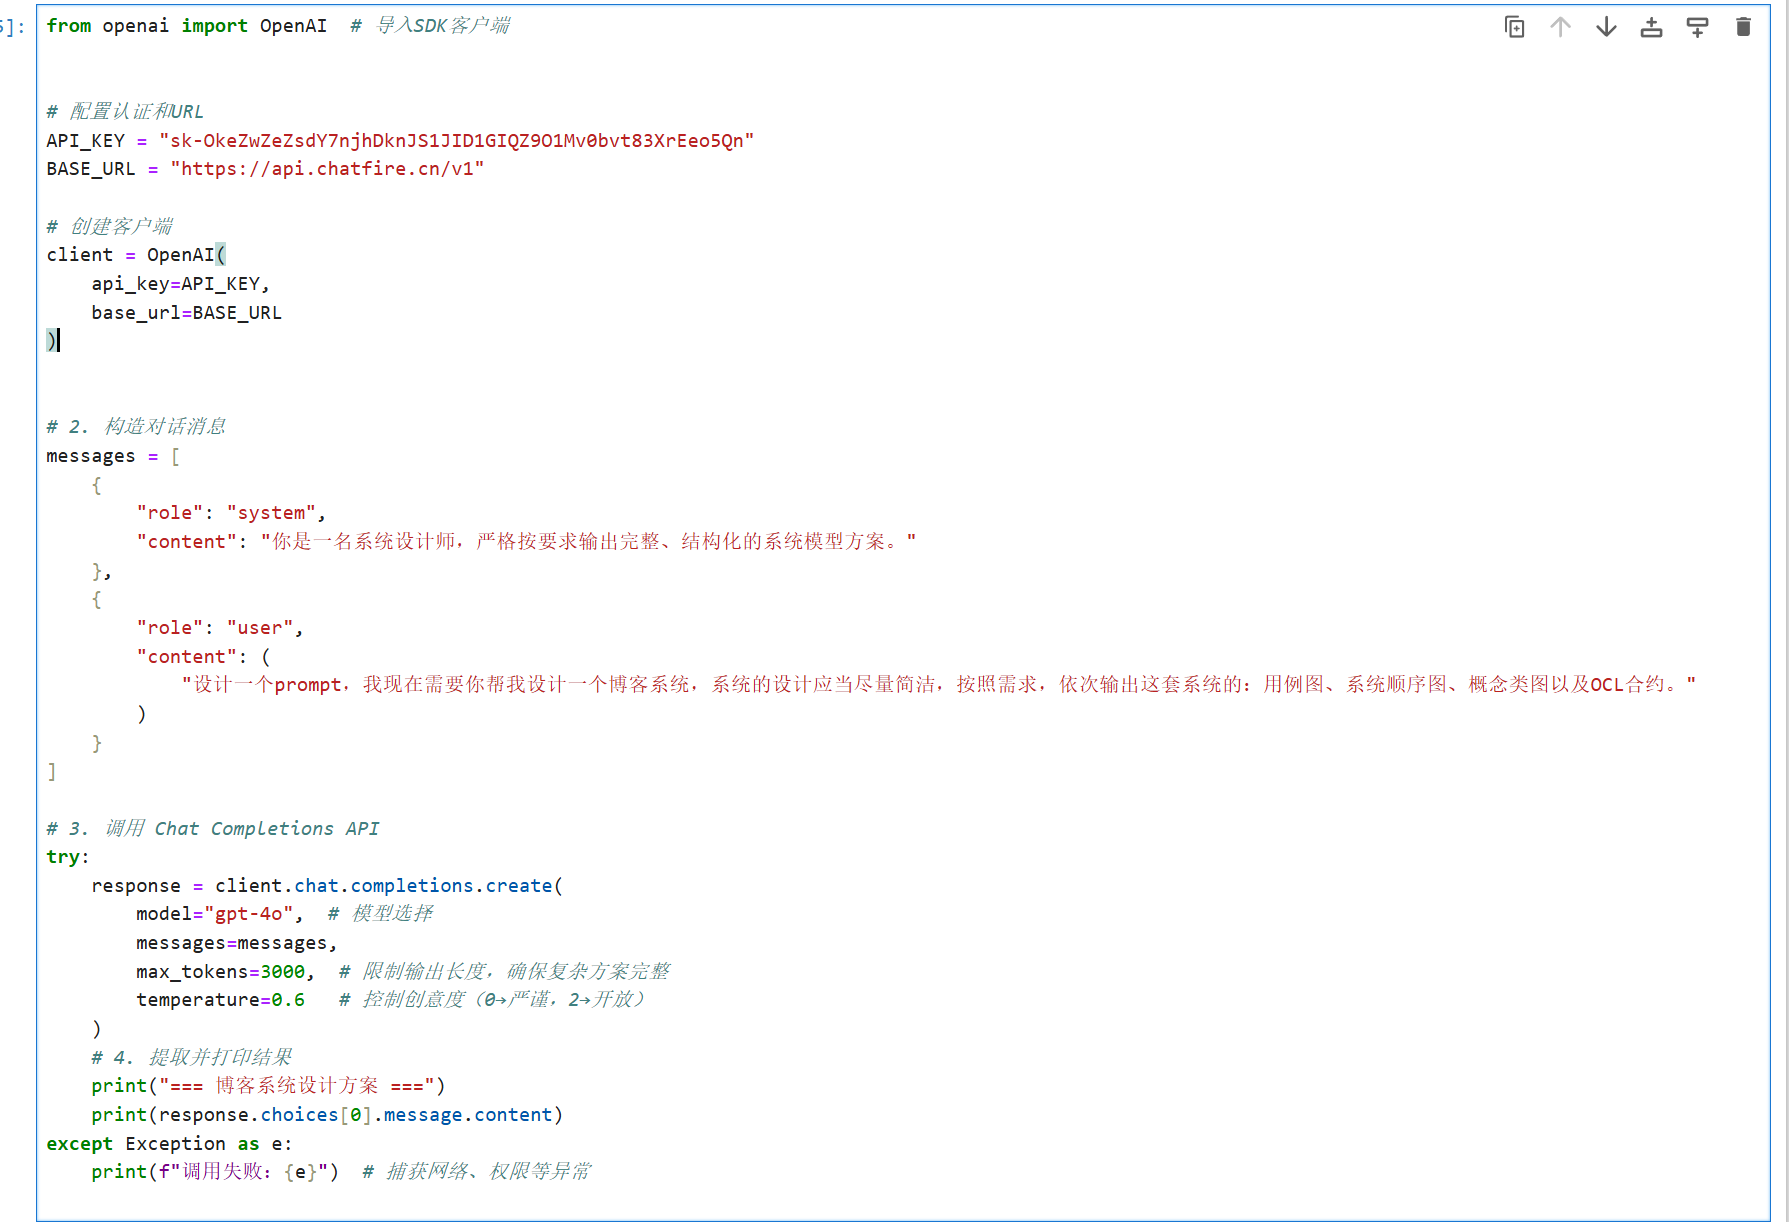 5]:
from openai import OpenAI  # 导入SDK客户端
# 配置认证和URL
API_KEY = "sk-OkeZwZeZsdY7njhDknJS1JID1GIQZ9O1Mv0bvt83XrEeo5Qn"
BASE_URL = "https://api.chatfire.cn/v1"
# 创建客户端
client = OpenAI(
    api_key=API_KEY,
    base_url=BASE_URL
)
# 2. 构造对话消息
messages = [
    {
        "role": "system",
        "content": "你是一名系统设计师，严格按要求输出完整、结构化的系统模型方案。"
    },
    {
        "role": "user",
        "content": (
            "设计一个prompt，我现在需要你帮我设计一个博客系统，系统的设计应当尽量简洁，按照需求，依次输出这套系统的：用例图、系统顺序图、概念类图以及OCL合约。"
        )
    }
]
# 3. 调用 Chat Completions API
try:
    response = client.chat.completions.create(
        model="gpt-4o",  # 模型选择
        messages=messages,
        max_tokens=3000,  # 限制输出长度，确保复杂方案完整
        temperature=0.6   # 控制创意度（0→严谨，2→开放）
    )
    # 4. 提取并打印结果
    print("=== 博客系统设计方案 ===")
    print(response.choices[0].message.content)
except Exception as e:
    print(f"调用失败：{e}")  # 捕获网络、权限等异常